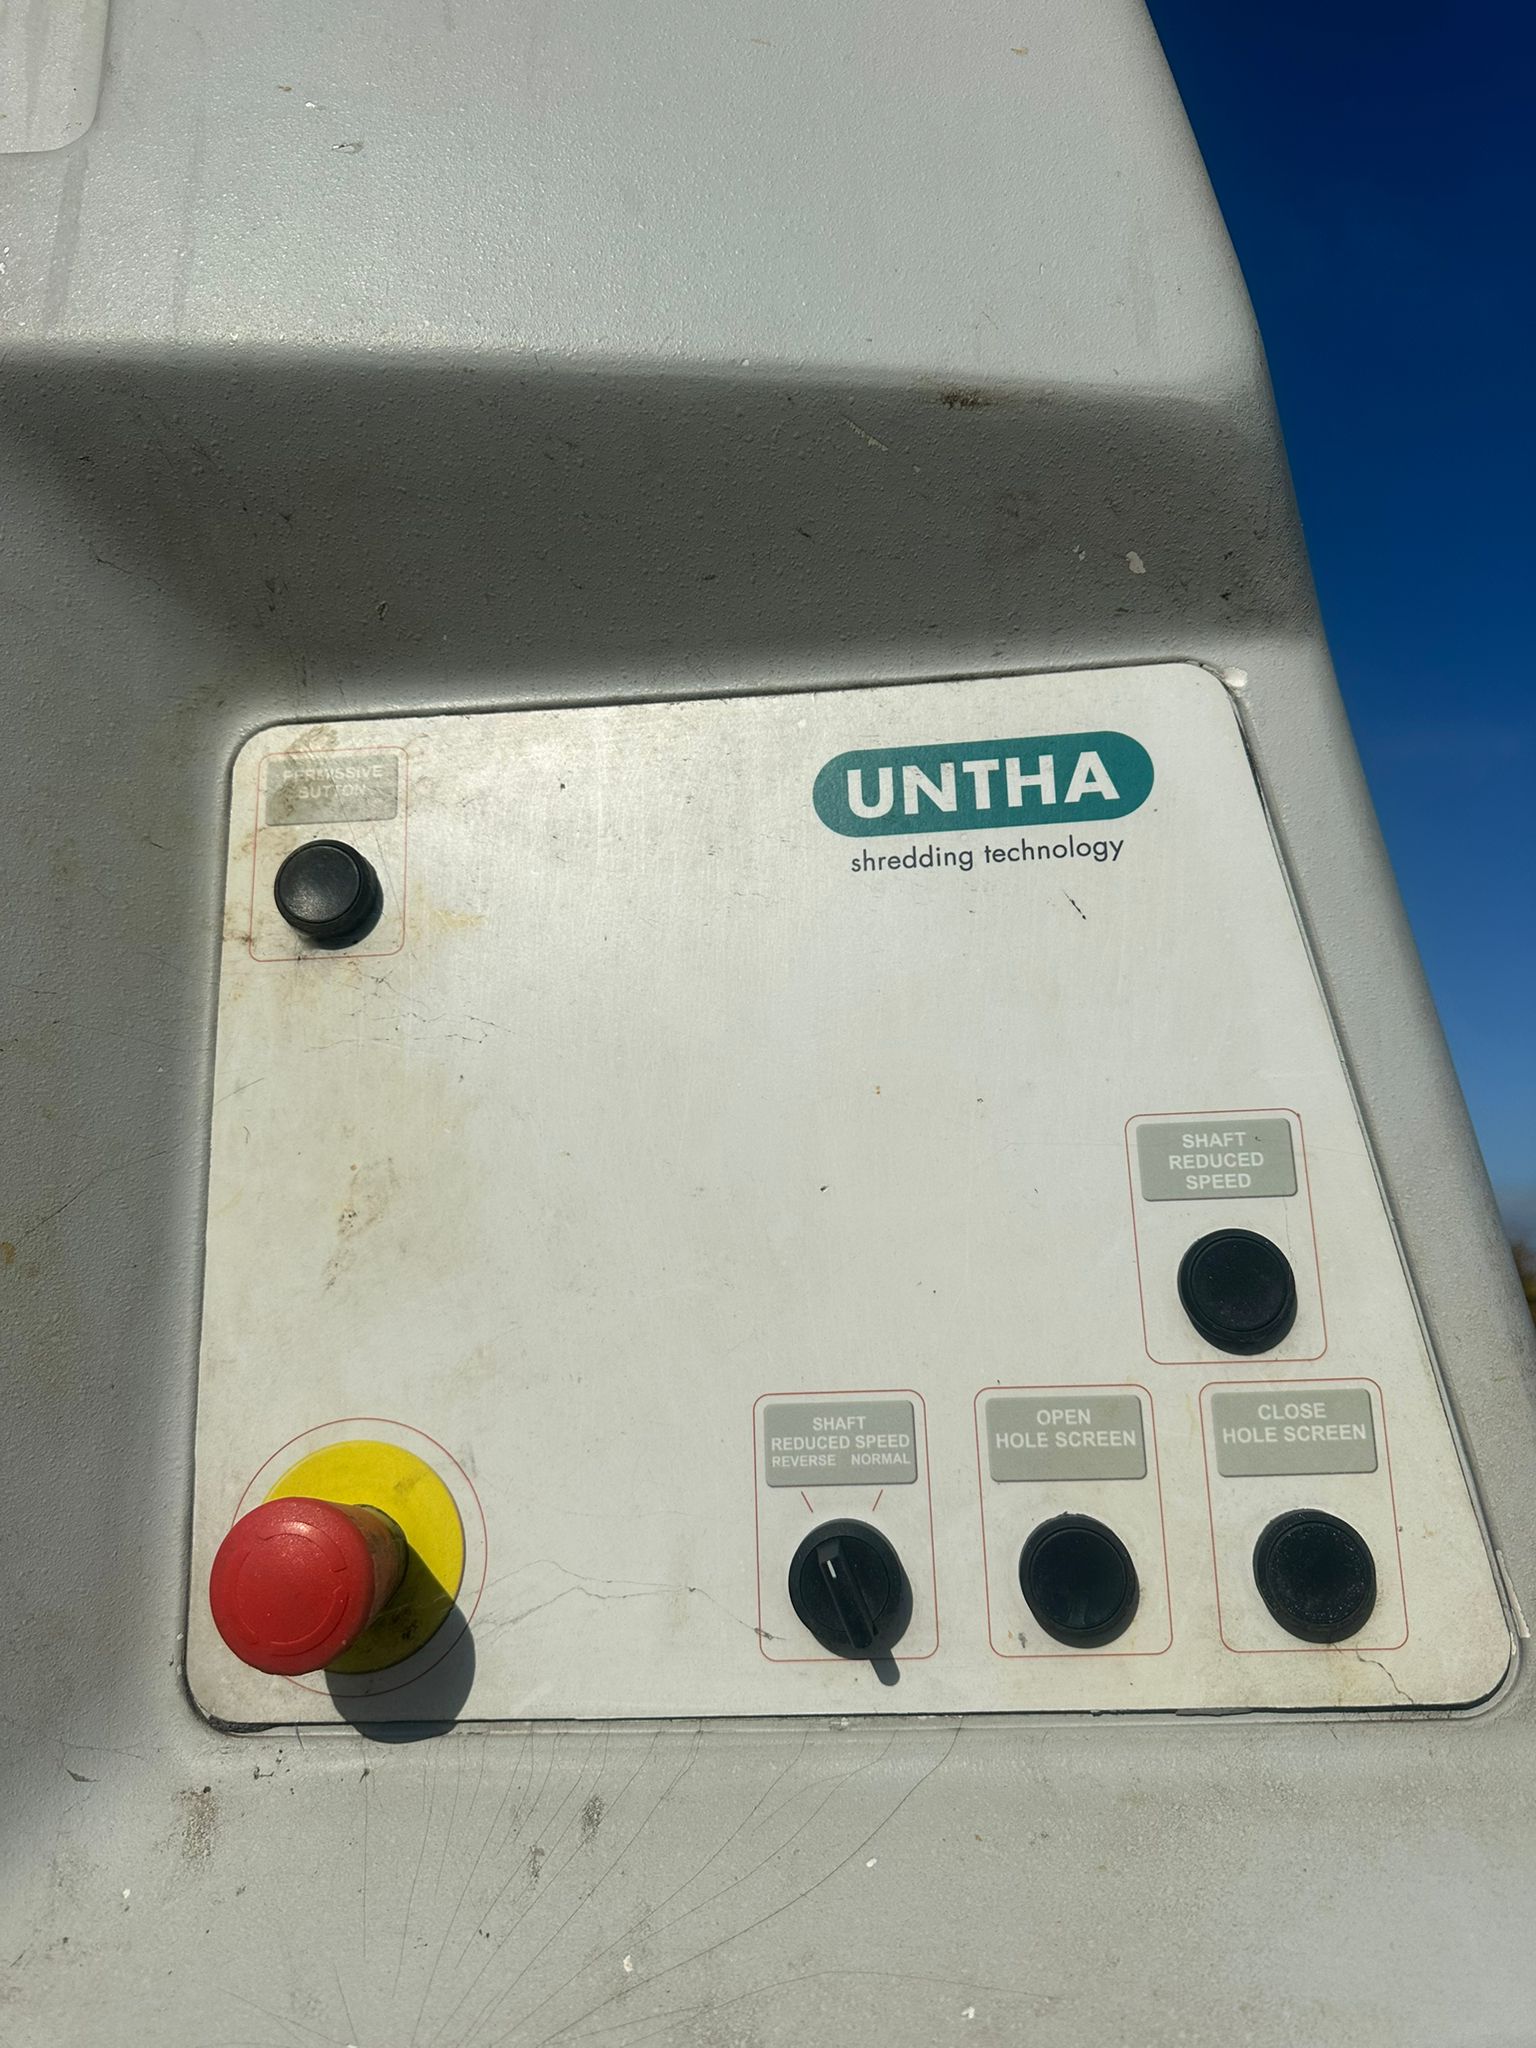 PERMISSIVE
BUTTON
UNTHA
shredding technology
SHAFT
REDUCED
SPEED
SHAFT
REDUCED SPEED
REVERSE NORMAL
OPEN
HOLE SCREEN
CLOSE
HOLE SCREEN